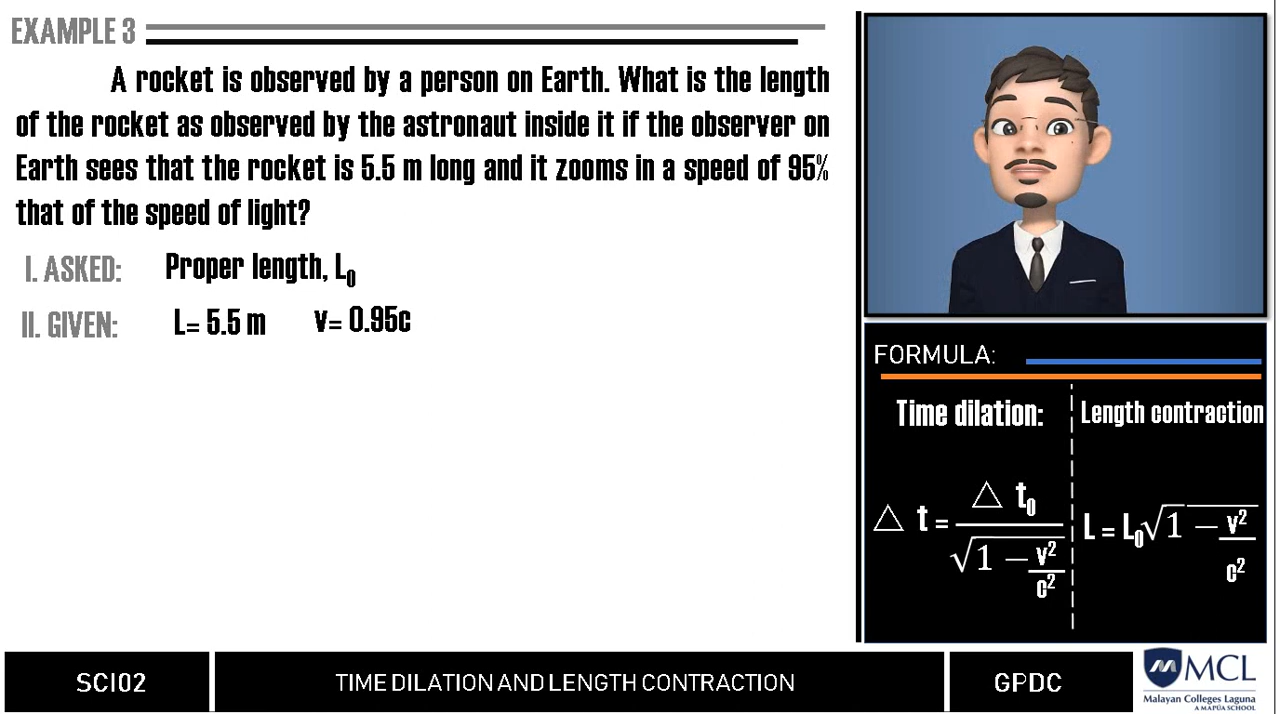 EXAMPLE 3
A rocket is observed by a person on Earth. What is the length
of the rocket as observed by the astronaut inside it if the observer on
Earth sees that the rocket is 5.5 m long and it zooms in a speed of 95%
that of the speed of light?
I. ASKED: Proper length, L₀
II. GIVEN: L= 5.5 m v= 0.95c
FORMULA:
Time dilation:
△ t = △ t₀ / √1 − v²/c²
Length contraction
L = L₀√1 − v²/c²
SCI02
TIME DILATION AND LENGTH CONTRACTION
GPDC
MCL
Malayan Colleges Laguna
A MAPÚA SCHOOL